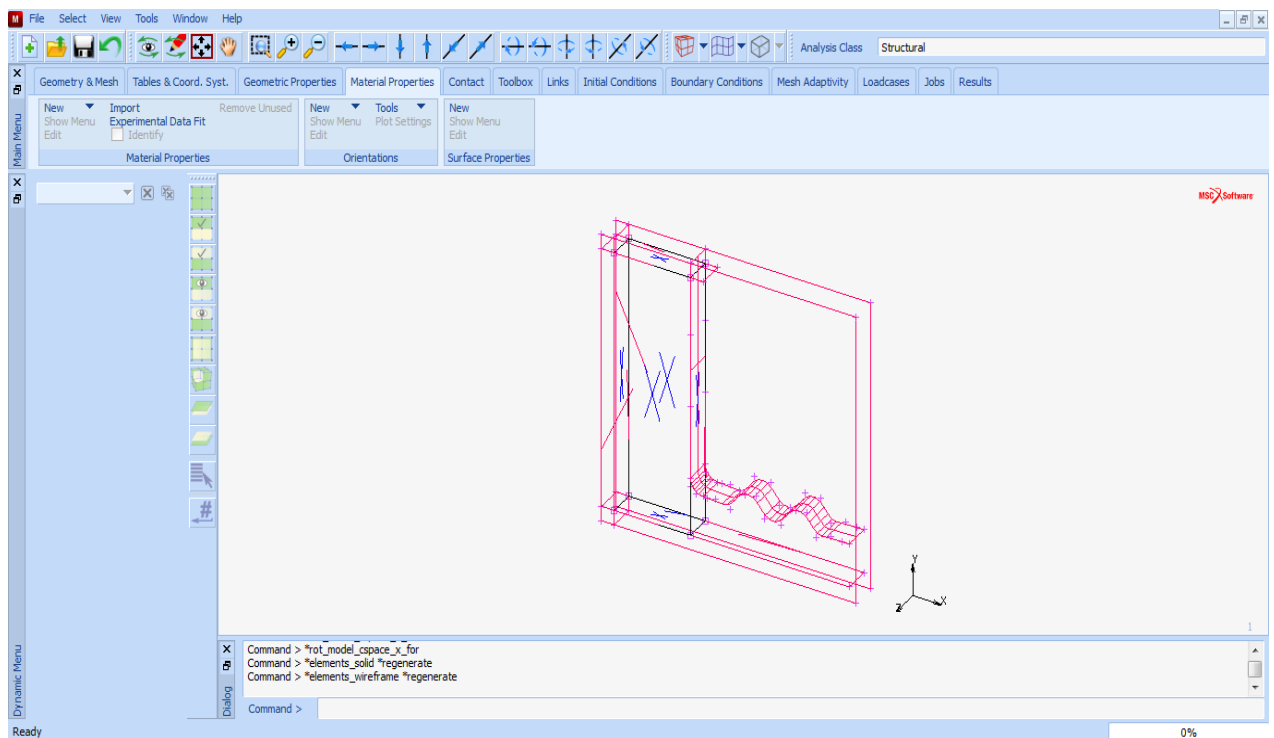 M File Select View Tools Window Help
Analysis Class Structural
Geometry & Mesh Tables & Coord. Syst. Geometric Properties Material Properties Contact Toolbox Links Initial Conditions Boundary Conditions Mesh Adaptivity Loadcases Jobs Results
New Import Remove Unused New Tools New
Show Menu Experimental Data Fit Show Menu Plot Settings Show Menu
Edit Identify Edit Edit
Material Properties Orientations Surface Properties
Main Menu
MSC Software
Y
X
Z
1
Command > *rot_model_cspace_x_for
Command > *elements_solid *regenerate
Command > *elements_wireframe *regenerate
Command >
Dialog
Dynamic Menu
Ready 0%